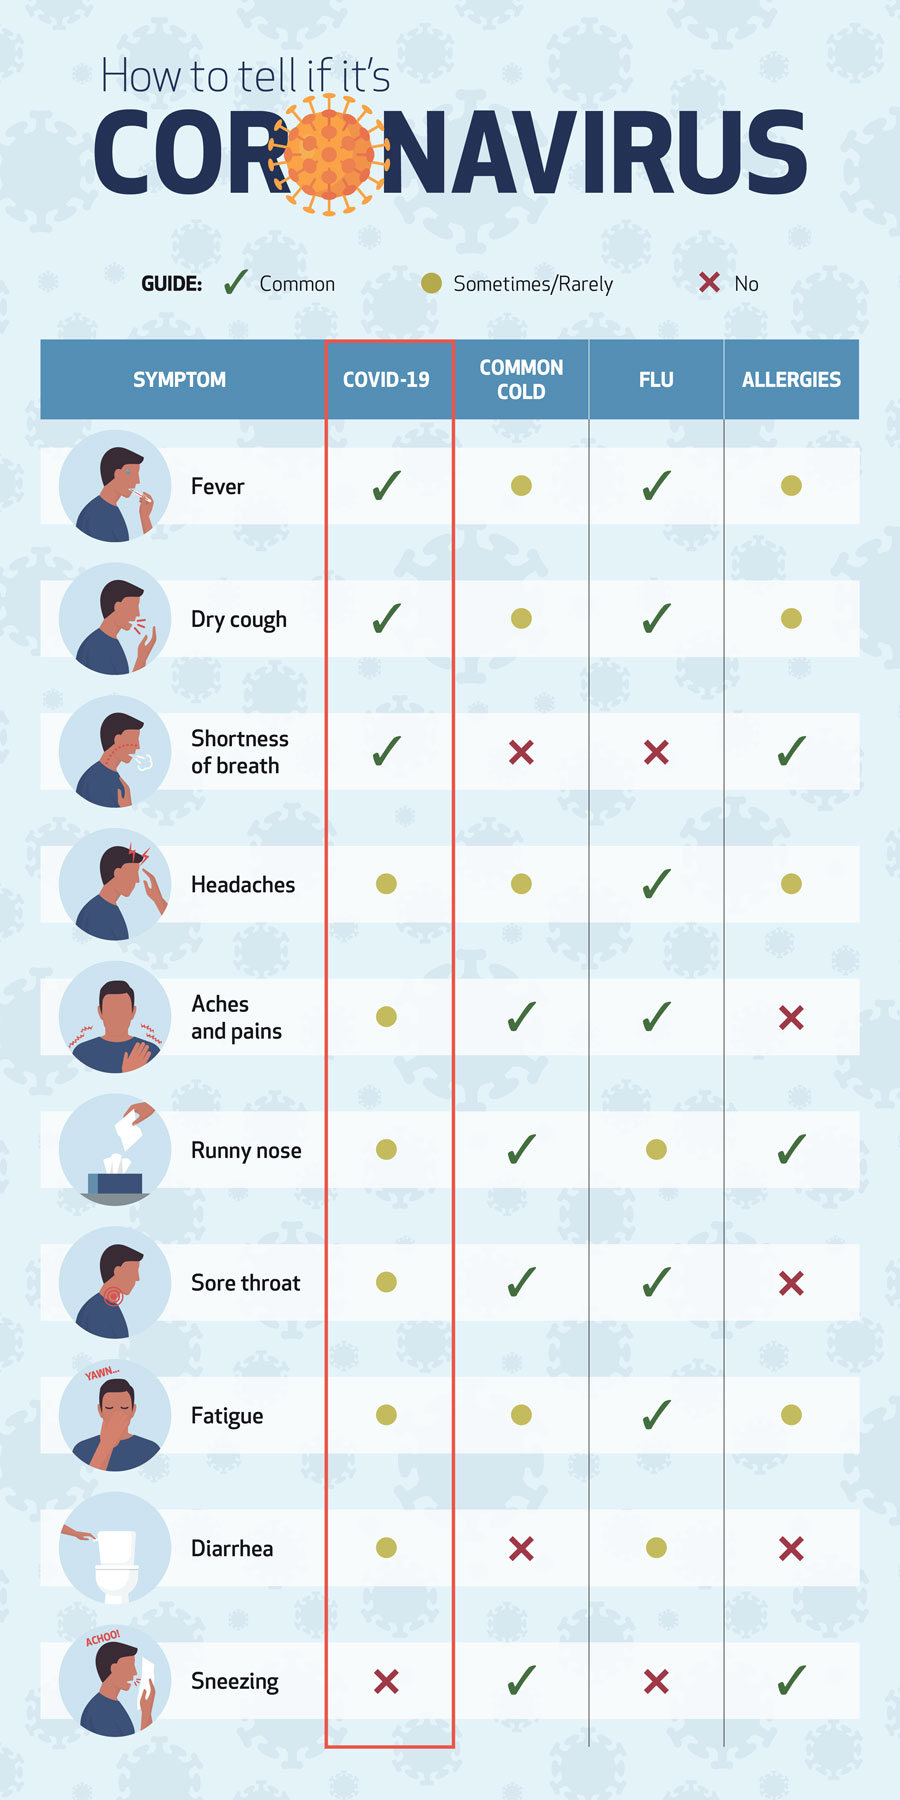 How to tell if it's
CORONAVIRUS
GUIDE: Common Sometimes/Rarely No
SYMPTOM COVID-19 COMMON COLD FLU ALLERGIES
Fever
Dry cough
Shortness
of breath
Headaches
Aches
and pains
Runny nose
Sore throat
YAWN...
Fatigue
Diarrhea
ACHOO!
Sneezing